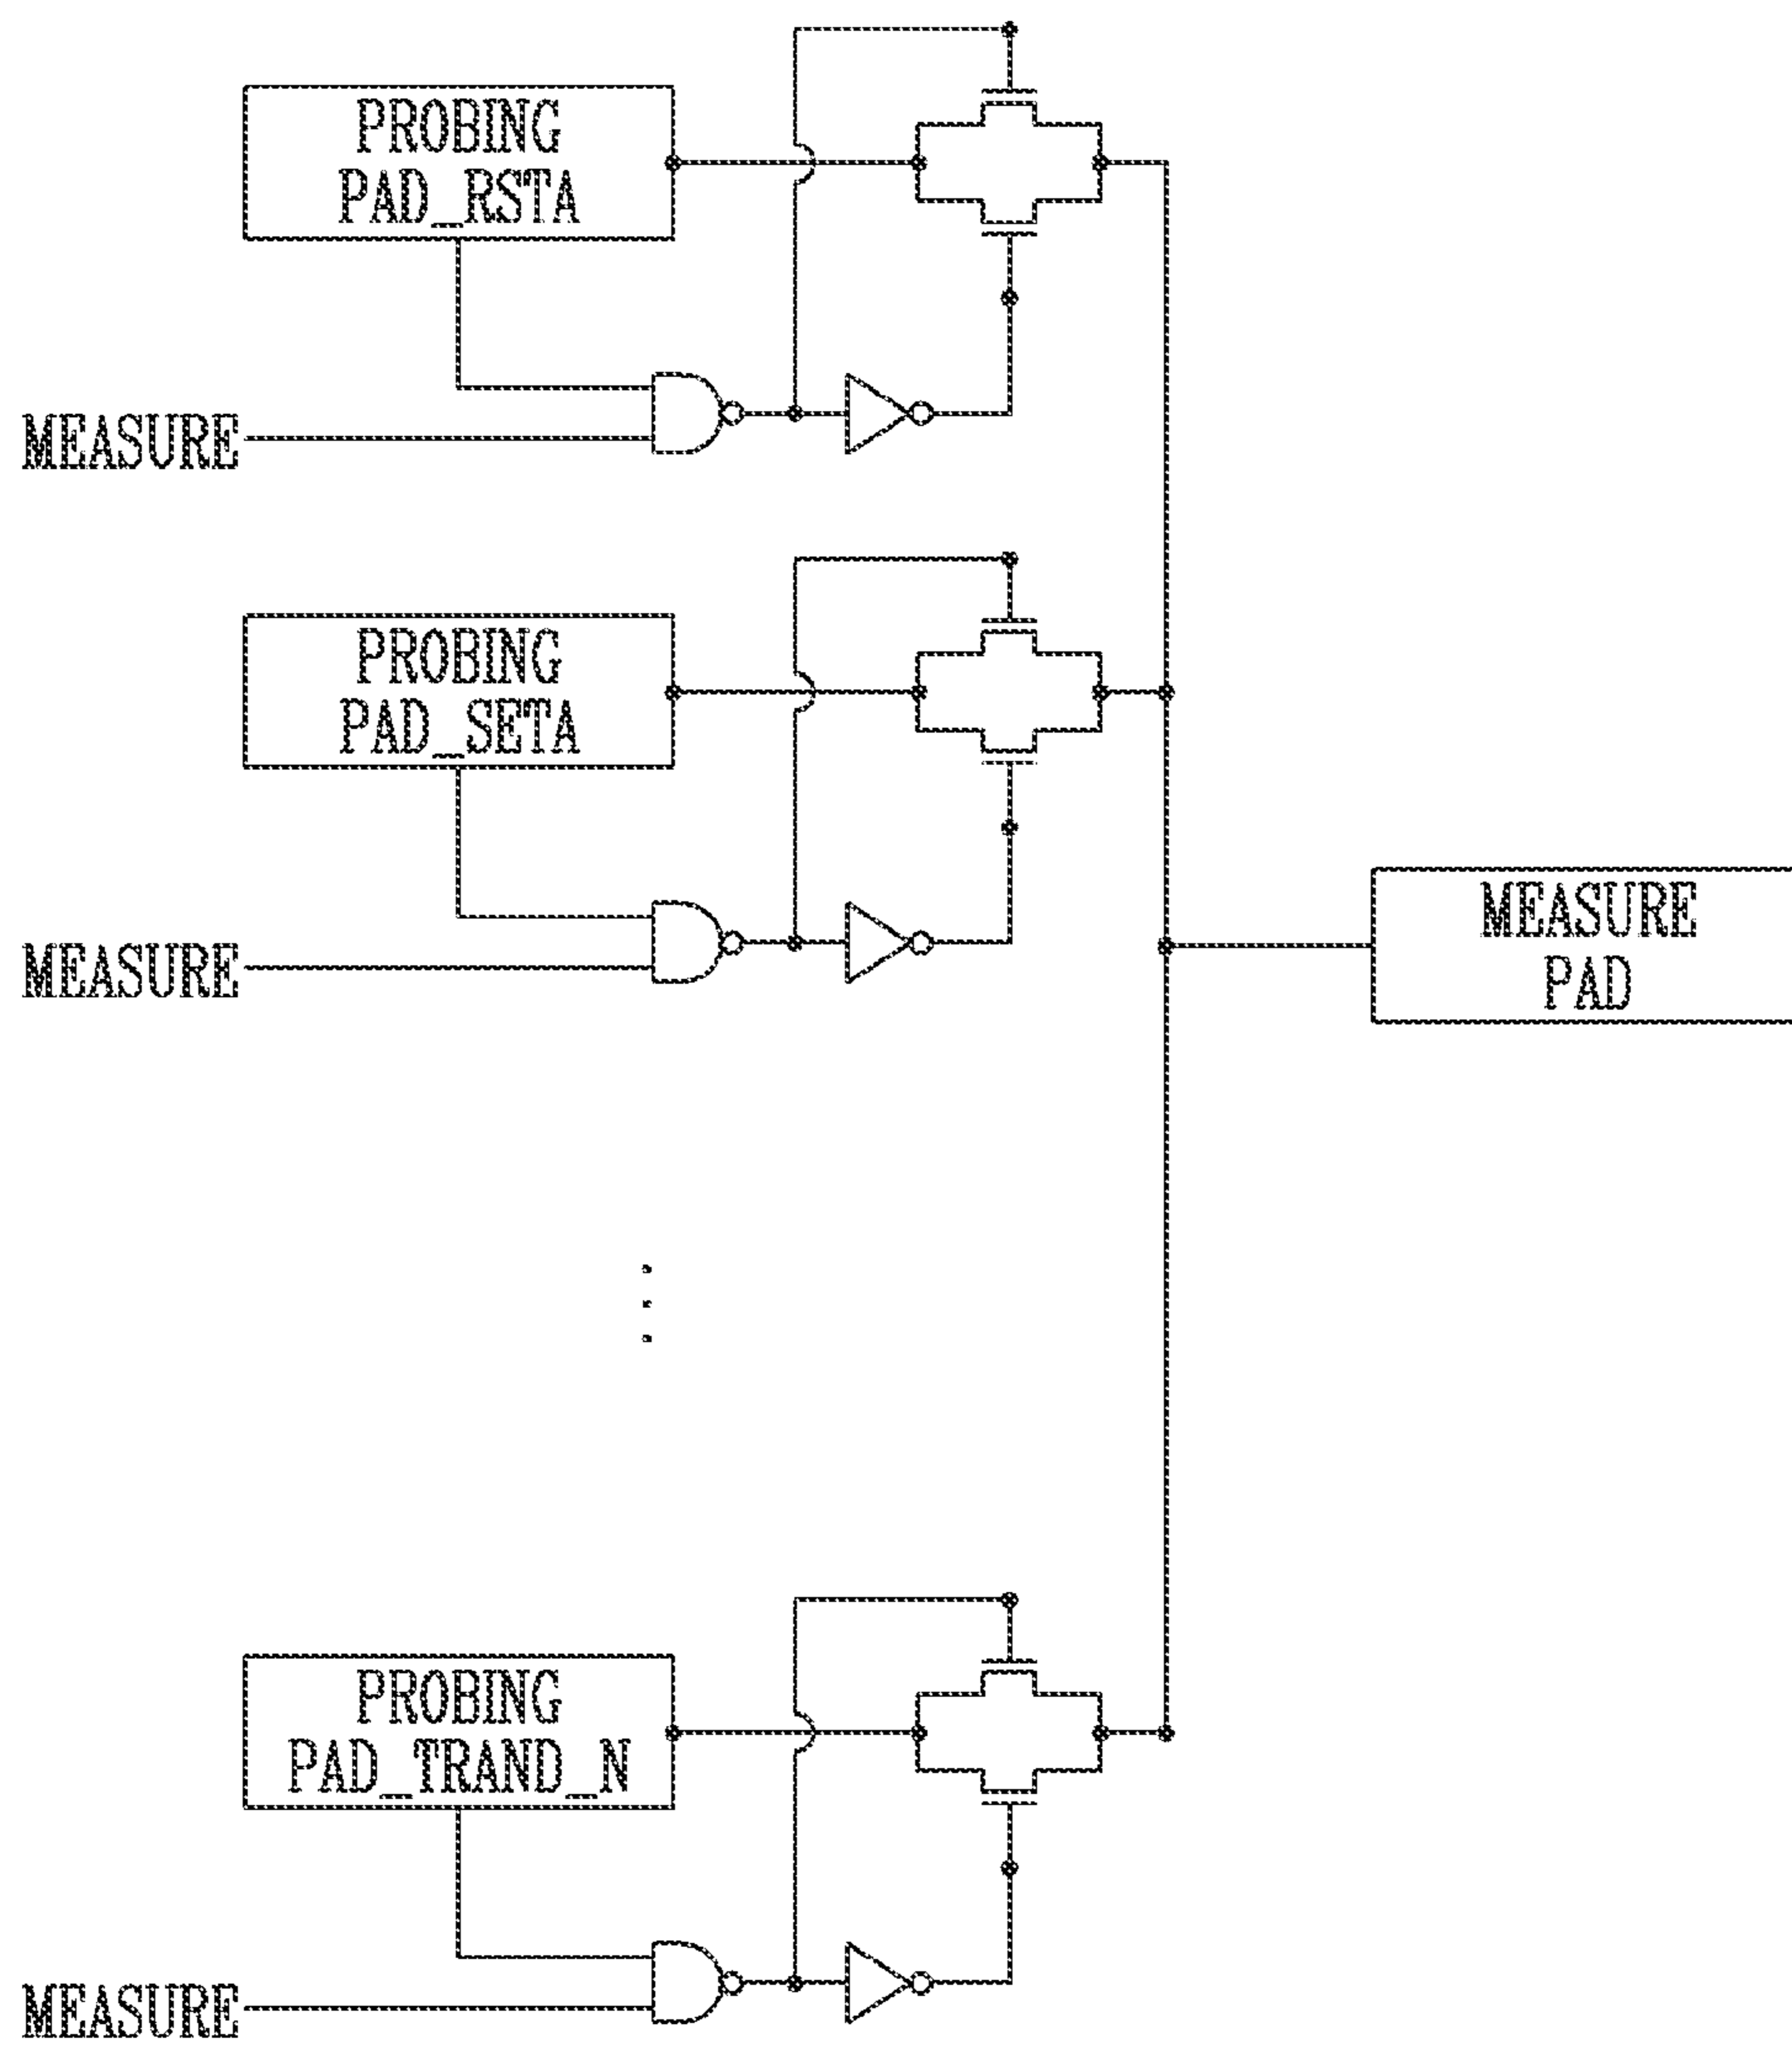 PROBING
PAD_RSTA
MEASURE
PROBING
PAD_SETA
MEASURE
MEASURE
PAD
PROBING
PAD_TRAND_N
MEASURE